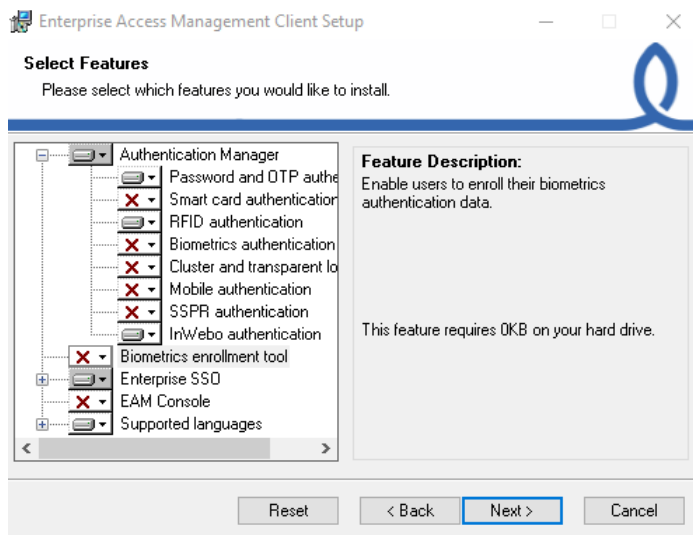 Enterprise Access Management Client Setup
Select Features
Please select which features you would like to install.
Authentication Manager
Password and OTP authe
Smart card authentication
RFID authentication
Biometrics authentication
Cluster and transparent lo
Mobile authentication
SSPR authentication
InWebo authentication
Biometrics enrollment tool
Enterprise SSO
EAM Console
Supported languages
Feature Description:
Enable users to enroll their biometrics
authentication data.
This feature requires 0KB on your hard drive.
Reset
< Back
Next >
Cancel